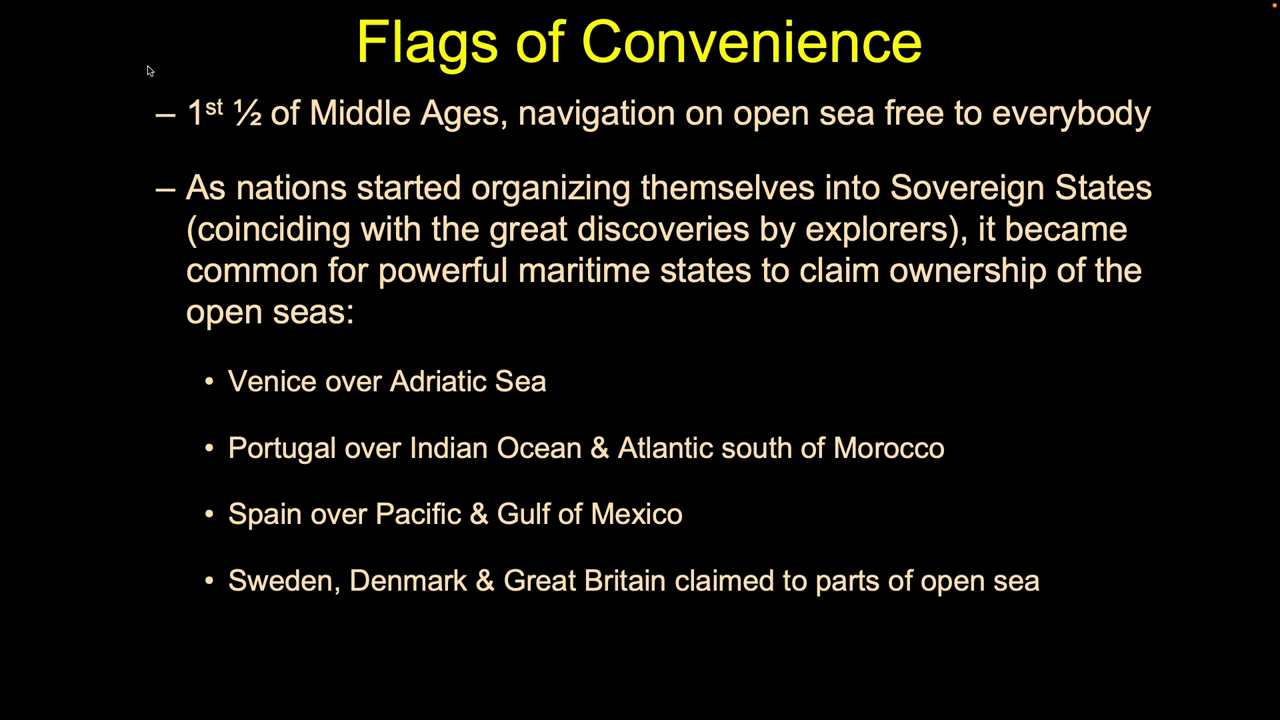 Flags of Convenience
– 1st ½ of Middle Ages, navigation on open sea free to everybody
– As nations started organizing themselves into Sovereign States
(coinciding with the great discoveries by explorers), it became
common for powerful maritime states to claim ownership of the
open seas:
• Venice over Adriatic Sea
• Portugal over Indian Ocean & Atlantic south of Morocco
• Spain over Pacific & Gulf of Mexico
• Sweden, Denmark & Great Britain claimed to parts of open sea